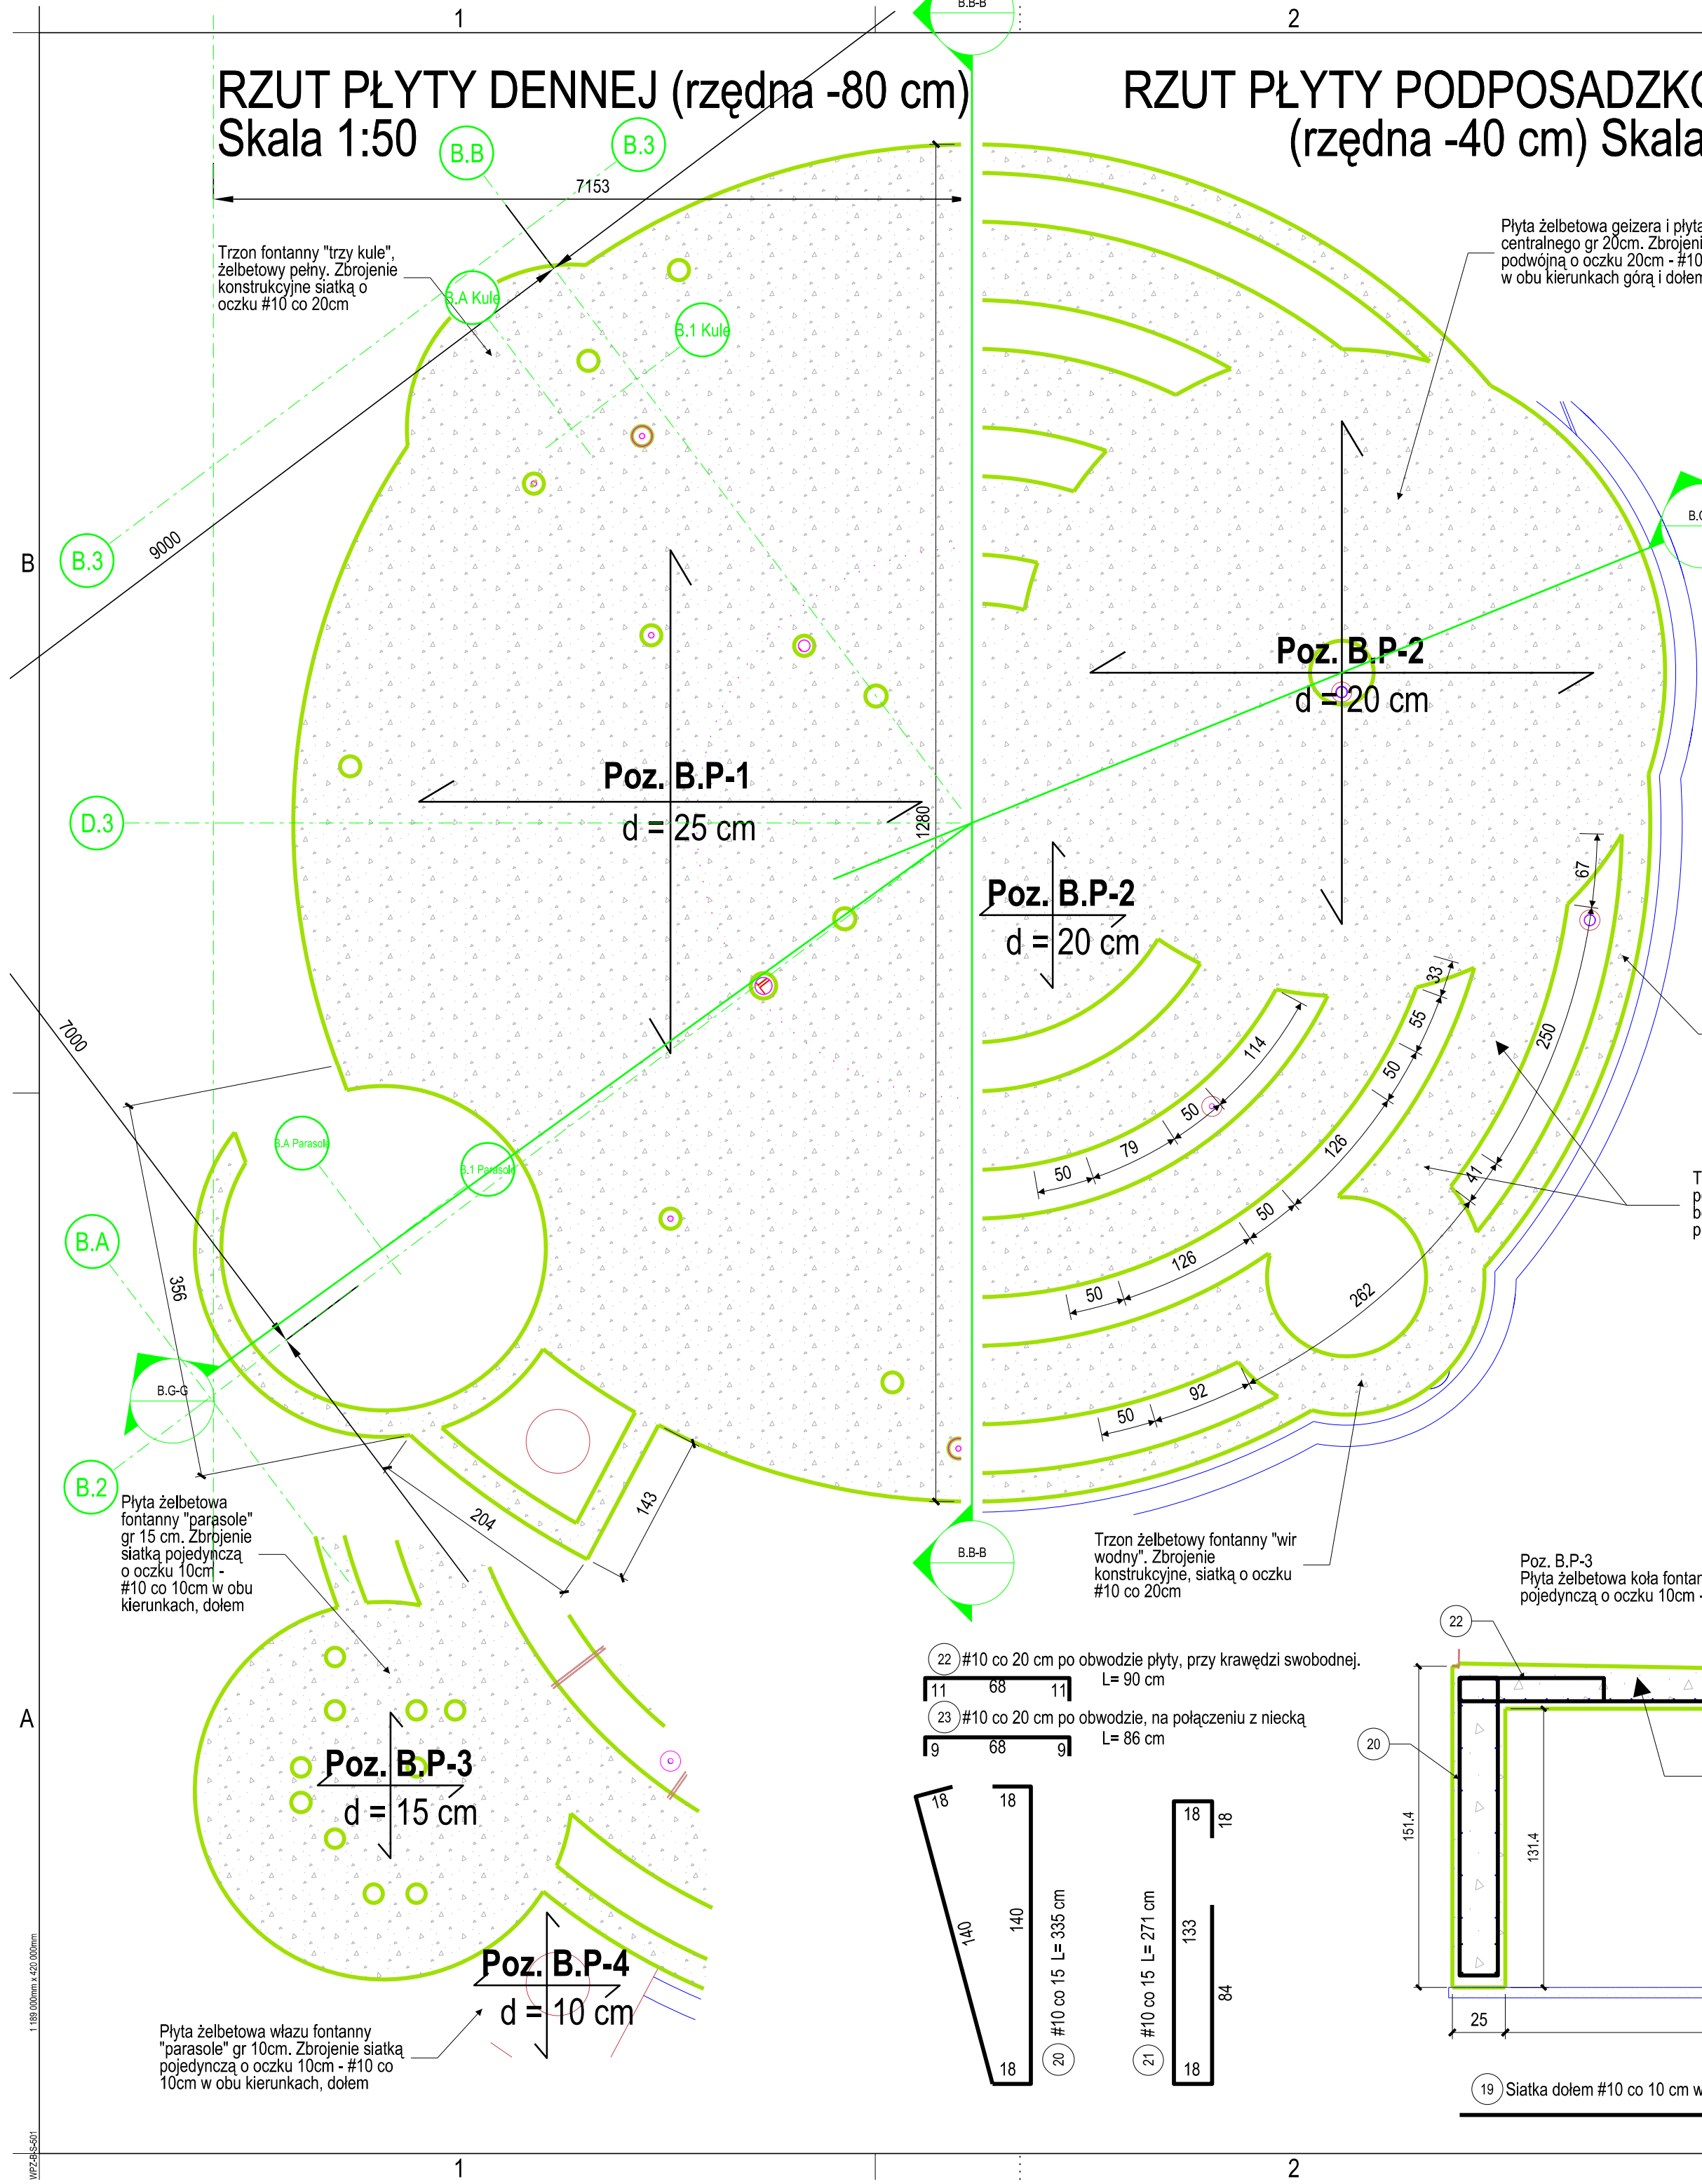 1
2
B.B-B
RZUT PŁYTY DENNEJ (rzędna -80 cm)
Skala 1:50
RZUT PŁYTY PODPOSADZKO
(rzędna -40 cm) Skala
B.B
B.3
7153
Trzon fontanny "trzy kule",
żelbetowy pełny. Zbrojenie
konstrukcyjne siatką o
oczku #10 co 20cm
B.A Kule
B.1 Kule
Płyta żelbetowa geizera i płyta
centralnego gr 20cm. Zbrojeni
podwójną o oczku 20cm - #10
w obu kierunkach górą i dołem
B
B.3
9000
Poz. B.P-2
d = 20 cm
Poz. B.P-1
d = 25 cm
1280
D.3
Poz. B.P-2
d = 20 cm
67
33
55
50
250
114
50
79
50
126
50
126
50
41
262
92
50
7000
B.A Parasole
B.1 Parasole
B.A
356
B.G-G
B.2
204
143
Płyta żelbetowa
fontanny "parasole"
gr 15 cm. Zbrojenie
siatką pojedynczą
o oczku 10cm -
#10 co 10cm w obu
kierunkach, dołem
B.B-B
Trzon żelbetowy fontanny "wir
wodny". Zbrojenie
konstrukcyjne, siatką o oczku
#10 co 20cm
Poz. B.P-3
Płyta żelbetowa koła fontan
pojedynczą o oczku 10cm -
22
22 #10 co 20 cm po obwodzie płyty, przy krawędzi swobodnej.
L= 90 cm
11 68 11
23 #10 co 20 cm po obwodzie, na połączeniu z niecką
L= 86 cm
9 68 9
A
20
Poz. B.P-3
d = 15 cm
18 18
140
140
18
20 #10 co 15 L= 335 cm
18
18
133
84
18
21 #10 co 15 L= 271 cm
151.4
131.4
25
Poz. B.P-4
d = 10 cm
Płyta żelbetowa włazu fontanny
"parasole" gr 10cm. Zbrojenie siatką
pojedynczą o oczku 10cm - #10 co
10cm w obu kierunkach, dołem
19 Siatka dołem #10 co 10 cm w
1 189.000mm x 420.000mm
WPZ-B-S-601
1
2